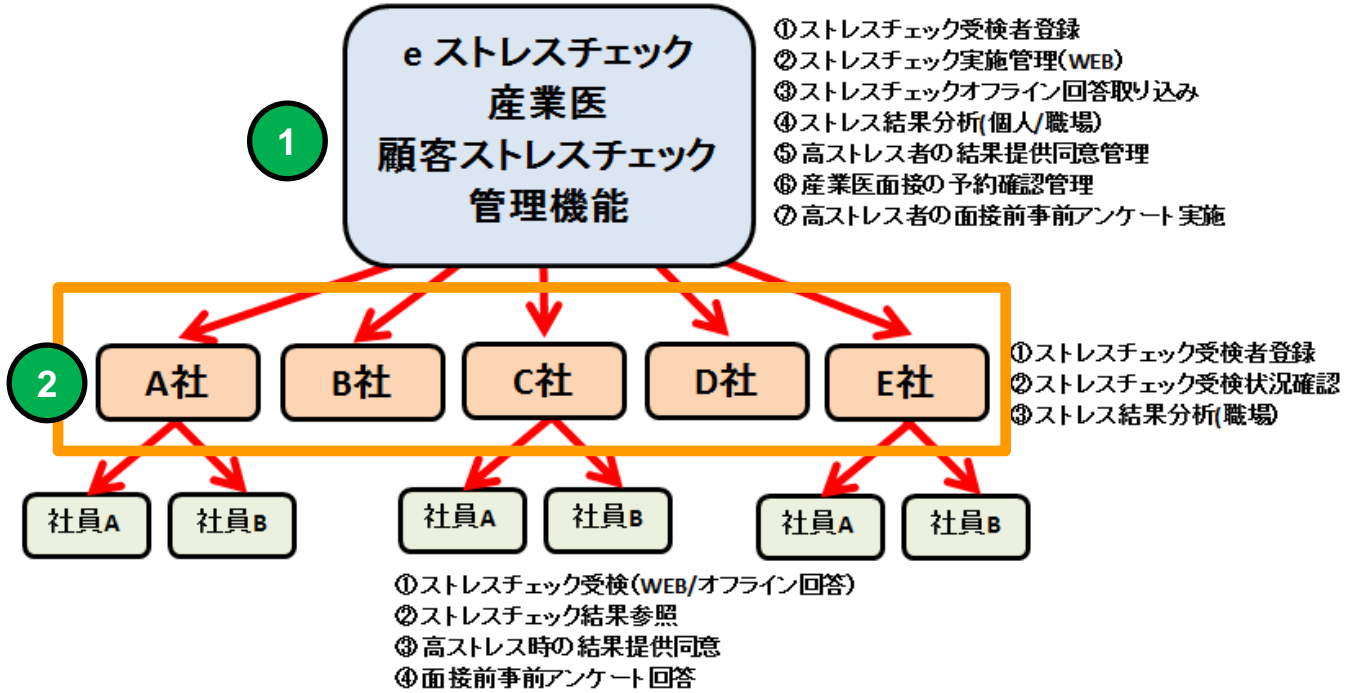 e ストレスチェック
産業医
顧客ストレスチェック
管理機能
1
①ストレスチェック受検者登録
②ストレスチェック実施管理(WEB)
③ストレスチェックオフライン回答取り込み
④ストレス結果分析(個人/職場)
⑤高ストレス者の結果提供同意管理
⑥産業医面接の予約確認管理
⑦高ストレス者の面接前事前アンケート実施
2
A社
B社
C社
D社
E社
①ストレスチェック受検者登録
②ストレスチェック受検状況確認
③ストレス結果分析(職場)
社員A
社員B
社員A
社員B
社員A
社員B
①ストレスチェック受検(WEB/オフライン回答)
②ストレスチェック結果参照
③高ストレス時の結果提供同意
④面接前事前アンケート回答